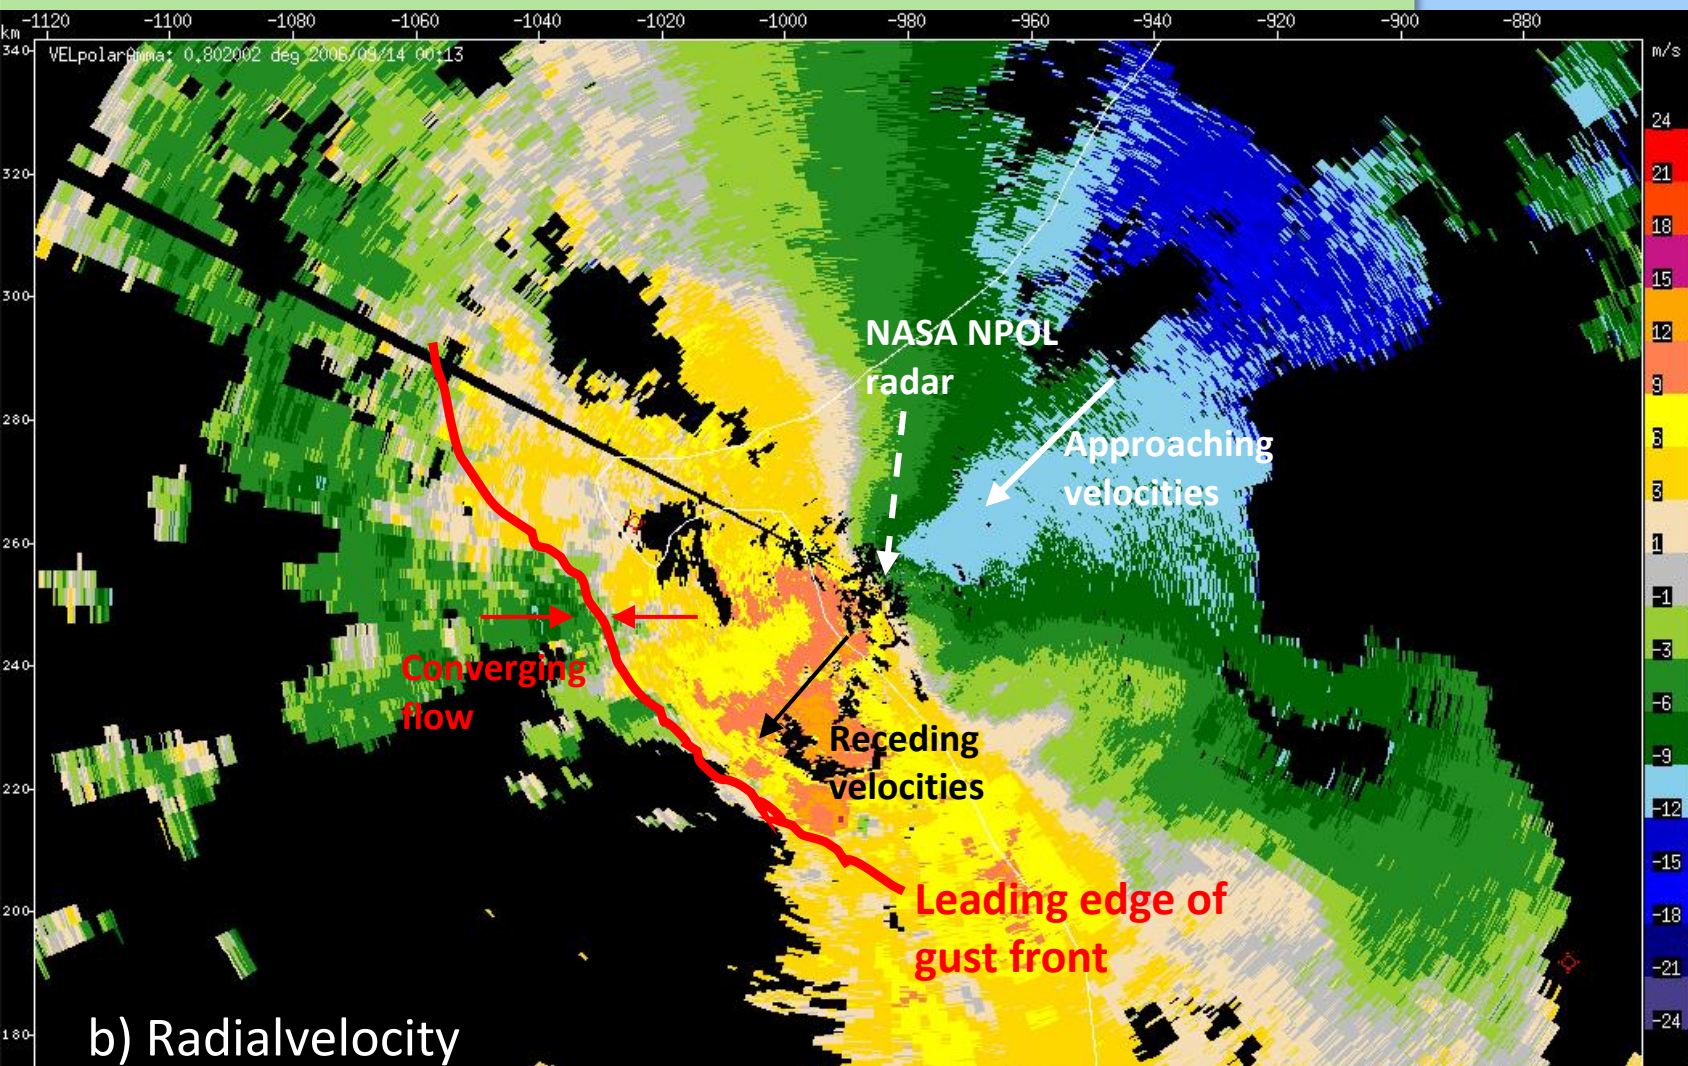 -1120 -1100 -1080 -1060 -1040 -1020 -1000 -980 -960 -940 -920 -900 -880
km
m/s
340
VELpolarAmma: 0.802002 deg 2006/09/14 00:13
24
320
21
18
15
300
NASA NPOL
radar
12
9
280
Approaching
velocities
6
3
260
1
-1
Converging
flow
240
-3
-6
Receding
velocities
-9
220
-12
-15
Leading edge of
gust front
200
-18
-21
b) Radialvelocity
180
-24